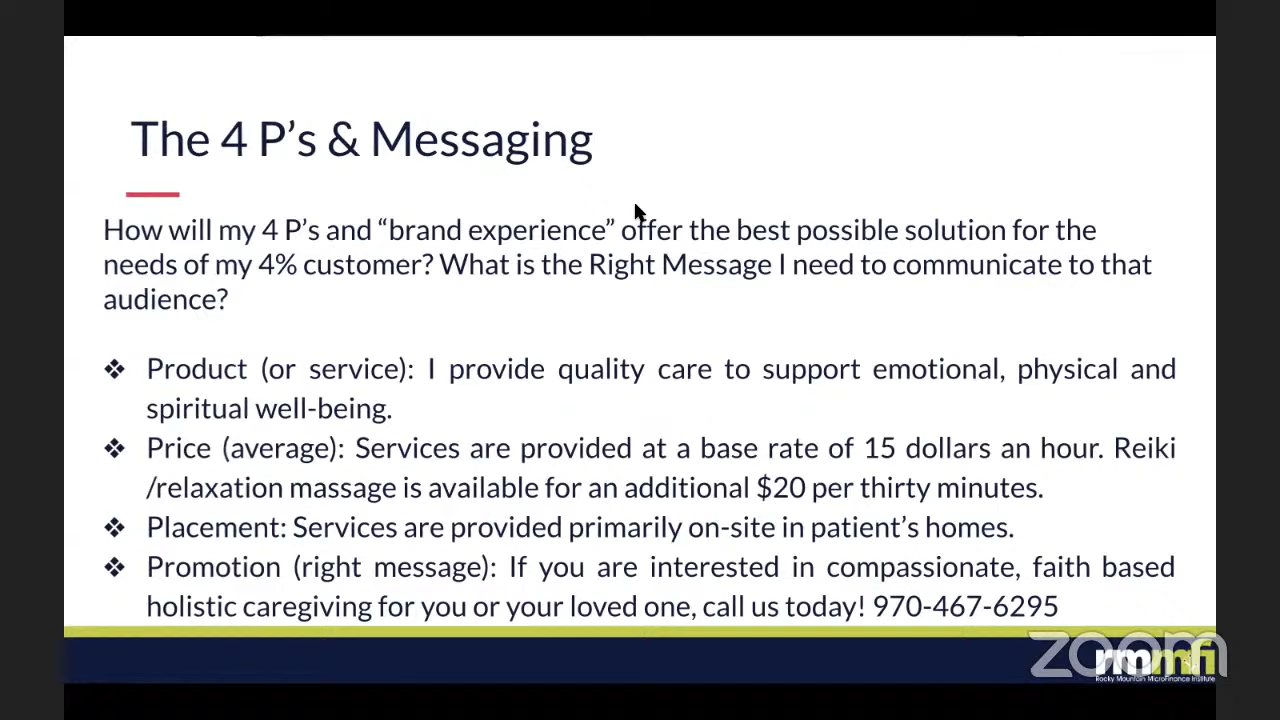 The 4 P’s & Messaging
How will my 4 P’s and “brand experience” offer the best possible solution for the
needs of my 4% customer? What is the Right Message I need to communicate to that
audience?
❖ Product (or service): I provide quality care to support emotional, physical and
spiritual well-being.
❖ Price (average): Services are provided at a base rate of 15 dollars an hour. Reiki
/relaxation massage is available for an additional $20 per thirty minutes.
❖ Placement: Services are provided primarily on-site in patient’s homes.
❖ Promotion (right message): If you are interested in compassionate, faith based
holistic caregiving for you or your loved one, call us today! 970-467-6295
zoom
rmmfi
Rocky Mountain MicroFinance Institute